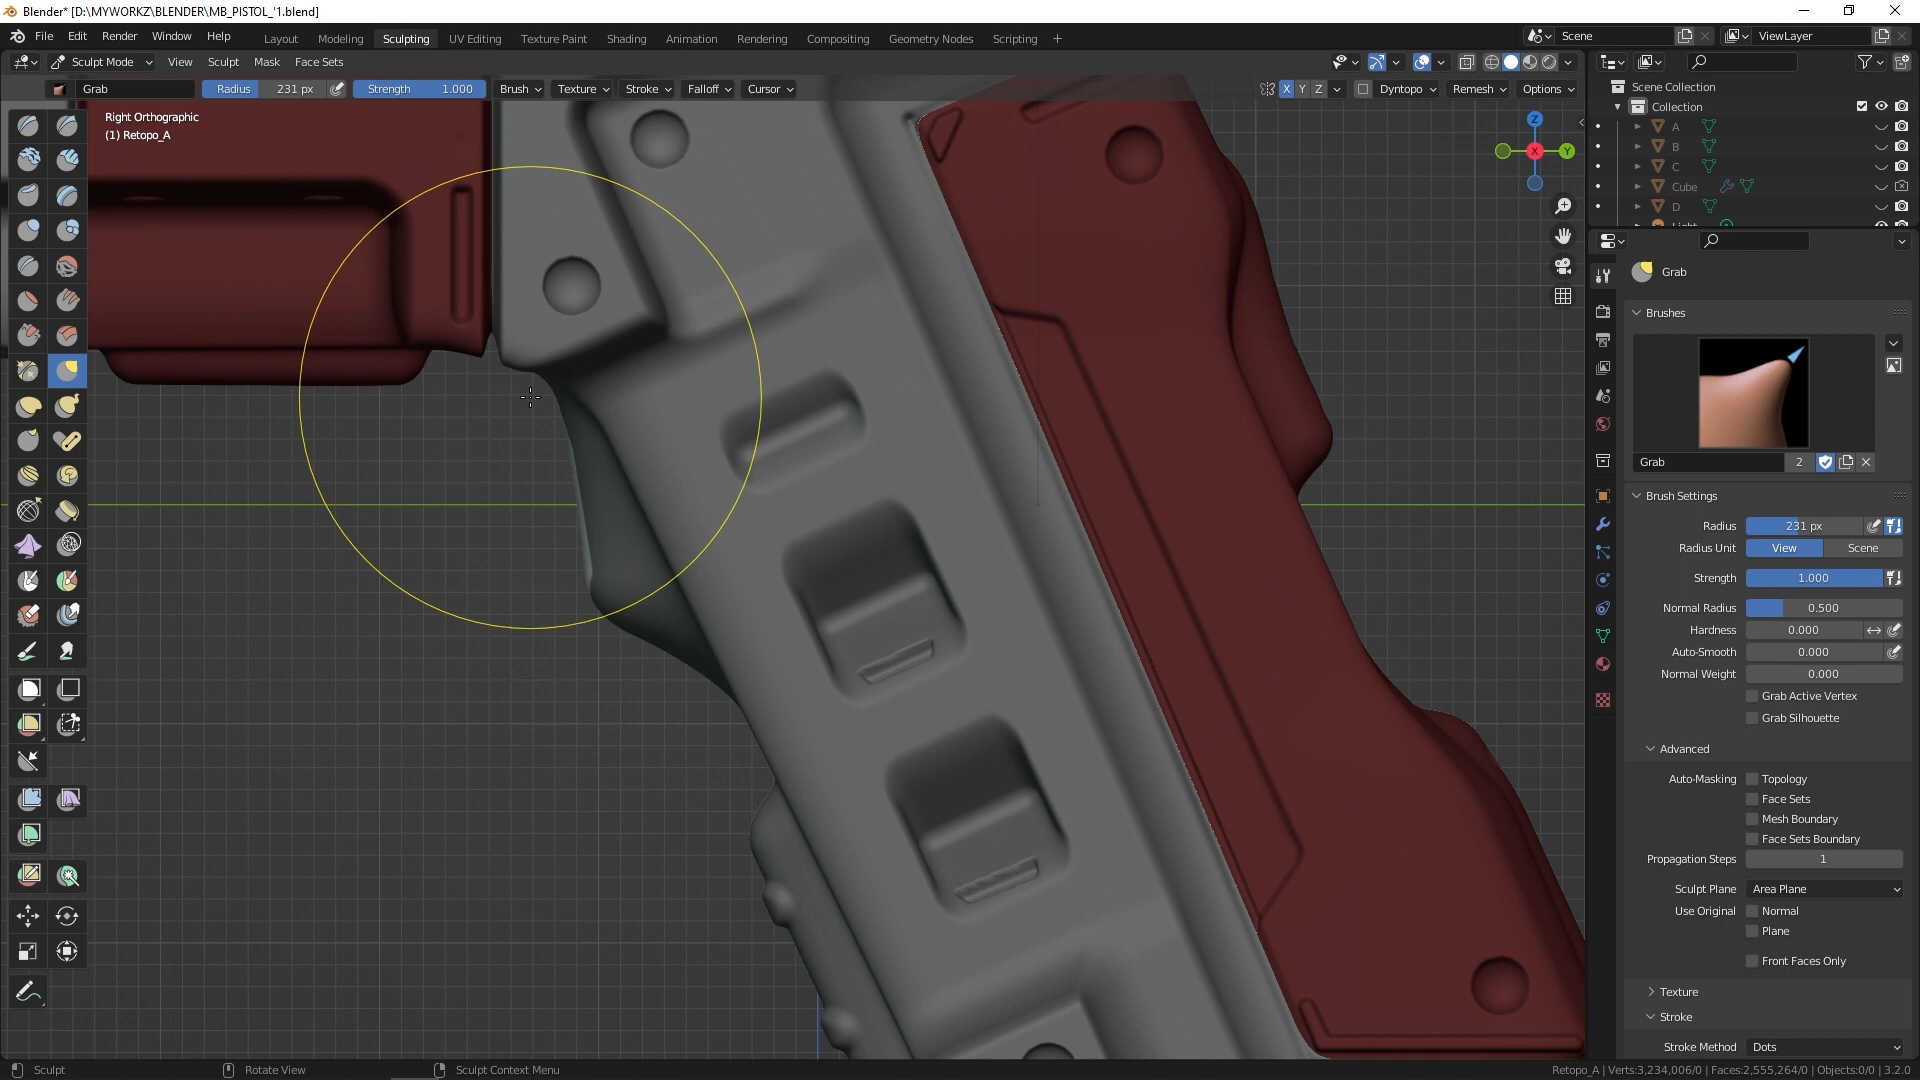 Blender* [D:\MYWORKZ\BLENDER\MB_PISTOL_'1.blend]
File Edit Render Window Help
Layout Modeling Sculpting UV Editing Texture Paint Shading Animation Rendering Compositing Geometry Nodes Scripting +
Scene
ViewLayer
Sculpt Mode View Sculpt Mask Face Sets
Grab Radius 231 px Strength 1.000 Brush Texture Stroke Falloff Cursor
X Y Z Dyntopo Remesh Options
Right Orthographic
(1) Retopo_A
Z
X
Y
Scene Collection
Collection
A
B
C
Cube
D
Light
Grab
Brushes
Grab 2
Brush Settings
Radius 231 px
Radius Unit View Scene
Strength 1.000
Normal Radius 0.500
Hardness 0.000
Auto-Smooth 0.000
Normal Weight 0.000
Grab Active Vertex
Grab Silhouette
Advanced
Auto-Masking Topology
Face Sets
Mesh Boundary
Face Sets Boundary
Propagation Steps 1
Sculpt Plane Area Plane
Use Original Normal
Plane
Front Faces Only
Texture
Stroke
Stroke Method Dots
Sculpt Rotate View Sculpt Context Menu
Retopo_A | Verts:3,234,006/0 | Faces:2,555,264/0 | Objects:0/0 | 3.2.0